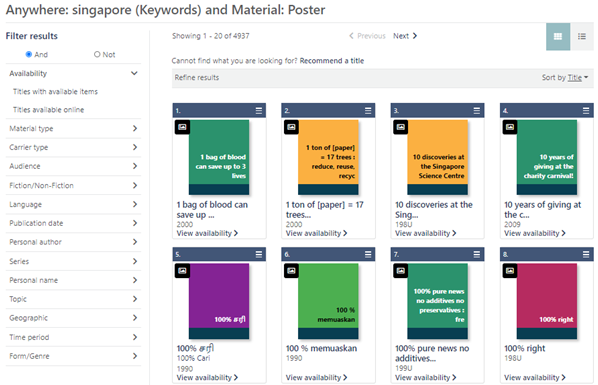 Anywhere: singapore (Keywords) and Material: Poster
Filter results
And
Not
Availability
Titles with available items
Titles available online
Material type
Carrier type
Audience
Fiction/Non-Fiction
Language
Publication date
Personal author
Series
Personal name
Topic
Geographic
Time period
Form/Genre
Showing 1 - 20 of 4937
Previous
Next
Cannot find what you are looking for? Recommend a title
Refine results
Sort by Title
1.
1 bag of blood
can save up to 3
lives
1 bag of blood can
save up ...
2000
View availability
2.
1 ton of [paper]
= 17 trees :
reduce, reuse,
recyc
1 ton of [paper] = 17
trees...
2000
View availability
3.
10 discoveries at
the Singapore
Science Centre
10 discoveries at the
Sing...
198U
View availability
4.
10 years of
giving at the
charity carnival!
10 years of giving at
the c...
2009
View availability
5.
100% சரி
100% சரி
100% Cari
1990
View availability
6.
100 %
memuaskan
100 % memuaskan
1990
View availability
7.
100% pure news
no additives no
preservatives :
fre
100% pure news no
additives...
199U
View availability
8.
100% right
100% right
198U
View availability